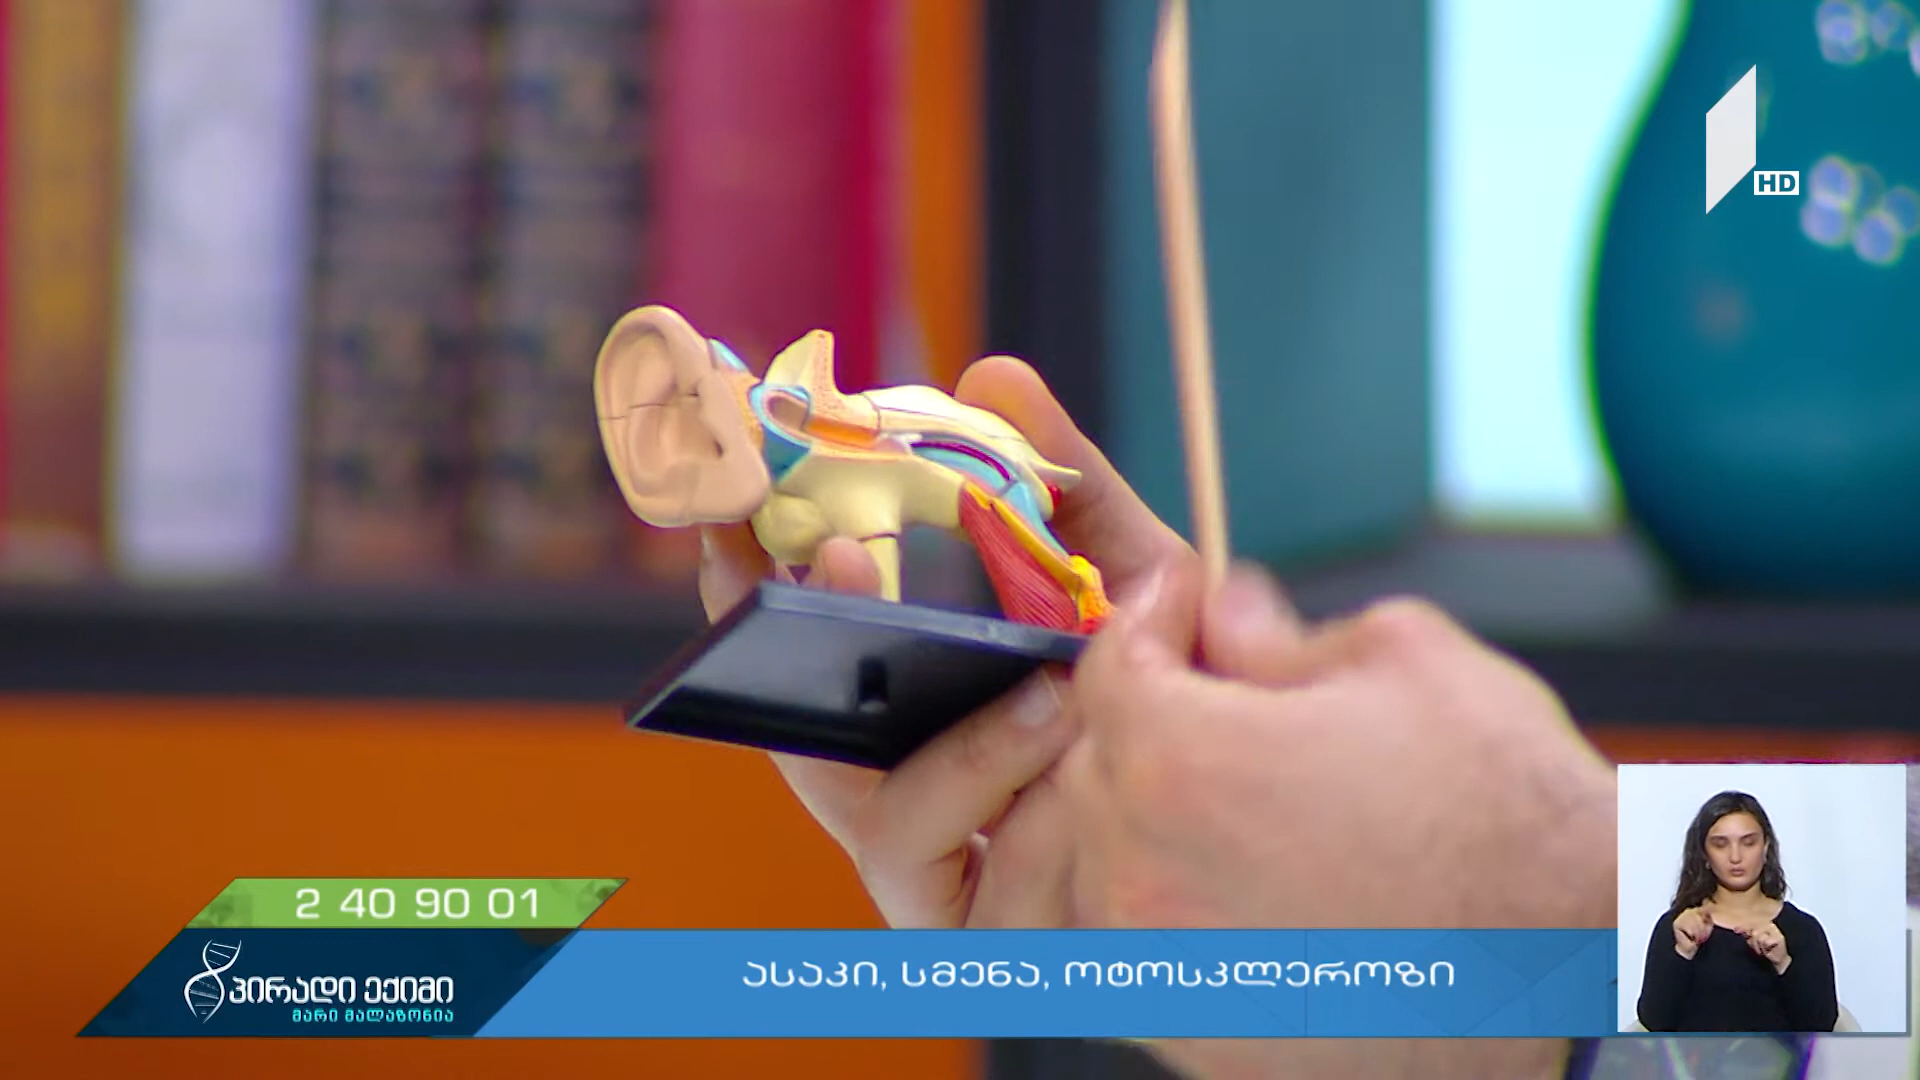 HD
2 40 90 01
პირადი ექიმი
მარი მალაზონია
ასაკი, სმენა, ოტოსკლეროზი